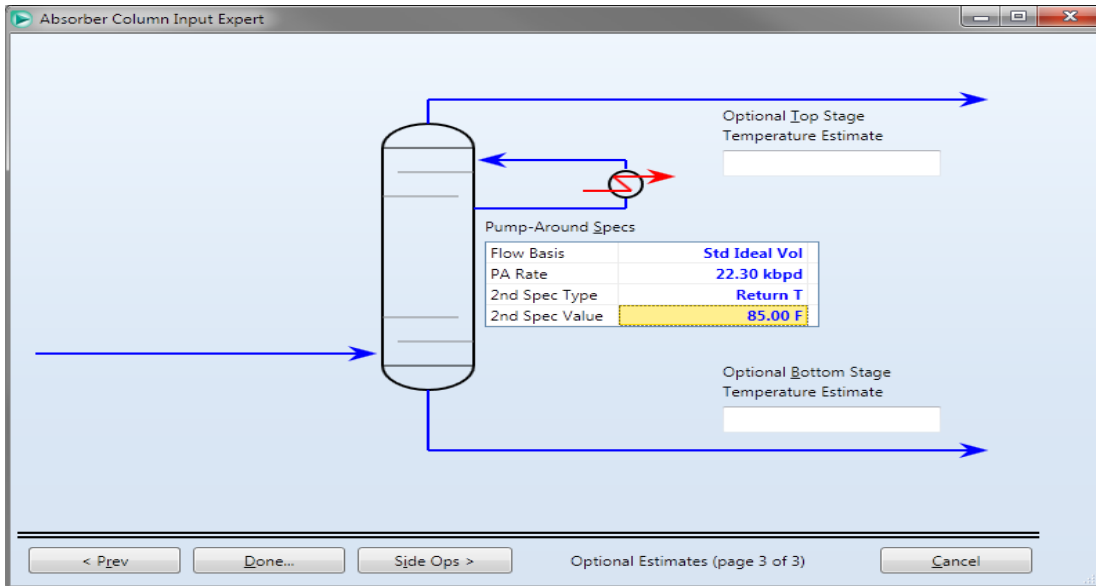 Absorber Column Input Expert
Optional Top Stage
Temperature Estimate
Pump-Around Specs
Flow Basis Std Ideal Vol
PA Rate 22.30 kbpd
2nd Spec Type Return T
2nd Spec Value 85.00 F
Optional Bottom Stage
Temperature Estimate
< Prev Done... Side Ops > Optional Estimates (page 3 of 3) Cancel